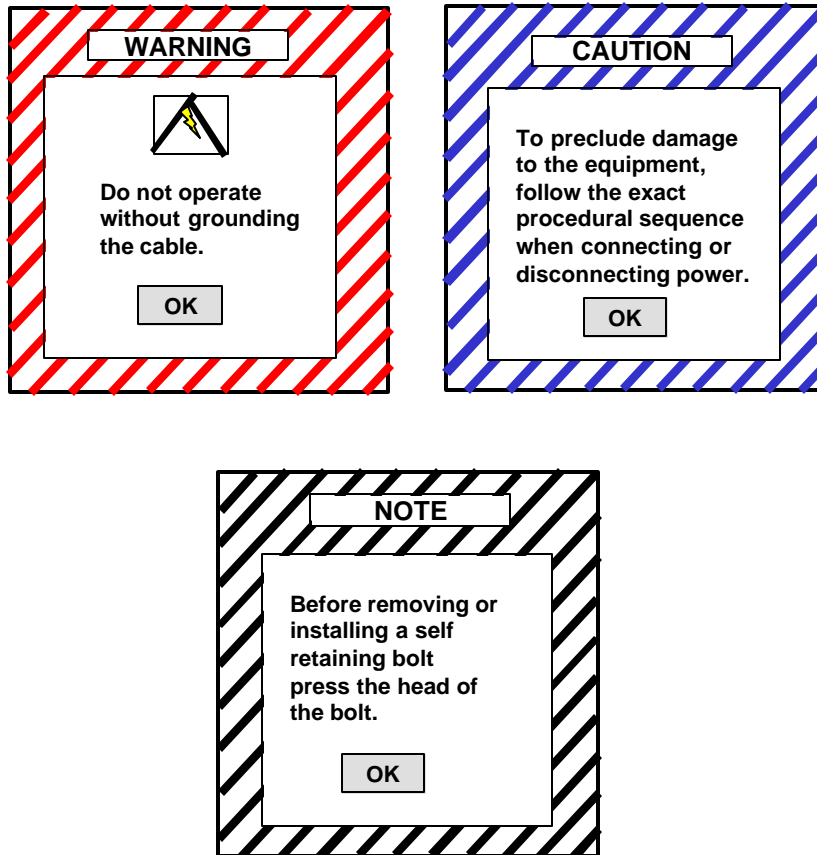 WARNING
Do not operate
without grounding
the cable.
OK
CAUTION
To preclude damage
to the equipment,
follow the exact
procedural sequence
when connecting or
disconnecting power.
OK
NOTE
Before removing or
installing a self
retaining bolt
press the head of
the bolt.
OK